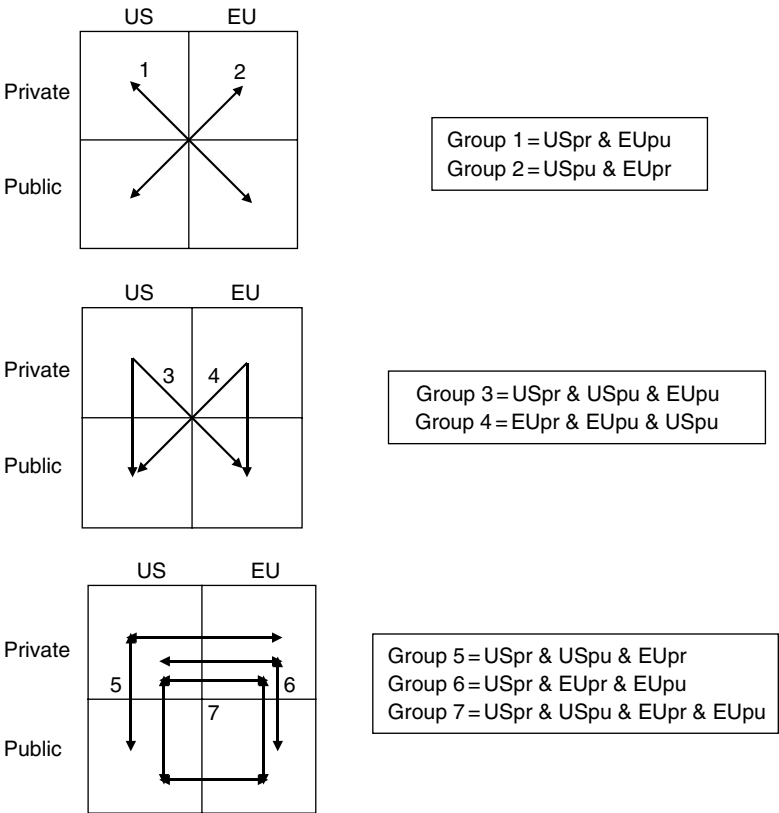 US EU
Private
1 2
Public
Group 1 = USpr & EUpu
Group 2 = USpu & EUpr
US EU
Private
3 4
Public
Group 3 = USpr & USpu & EUpu
Group 4 = EUpr & EUpu & USpu
US EU
Private
5 6
7
Public
Group 5 = USpr & USpu & EUpr
Group 6 = USpr & EUpr & EUpu
Group 7 = USpr & USpu & EUpr & EUpu